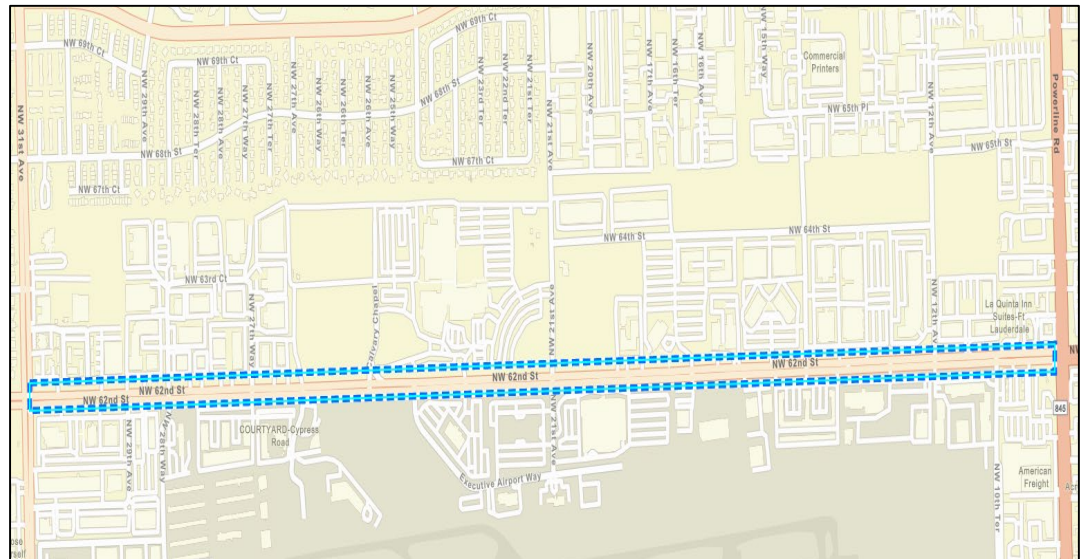 NW 69th Ct
NW 69th Ct
NW 69th Ct
NW 69th Ct
NW 29th Ave
NW 28th Ter
NW 28th Ave
NW 27th Way
NW 27th Ter
NW 27th Ave
NW 26th Way
NW 26th Ter
NW 26th Ave
NW 25th Way
NW 68th St
NW 23rd Ter
NW 22nd Ter
NW 21st Ter
NW 20th Ave
NW 21st Ave
NW 17th Ave
NW 16th Ter
NW 16th Ave
NW 15th Way
Commercial
Printers
NW 65th Pl
NW 12th Ave
Powerline Rd
NW 31st Ave
NW 68th St
NW 67th Ct
NW 67th Ct
NW 65th St
NW 64th St
NW 64th St
NW 63rd Ct
NW 27th Way
Calvary Chapel
NW 21st Ave
NW 12th Ave
La Quinta Inn
Suites-Ft
Lauderdale
NW 62nd St
NW 62nd St
NW 62nd St
NW 62nd St
NW
845
NW 29th Ave
NW 28th Way
COURTYARD-Cypress
Road
NW 21st Ave
Executive Airport Way
NW 10th Ter
American
Freight